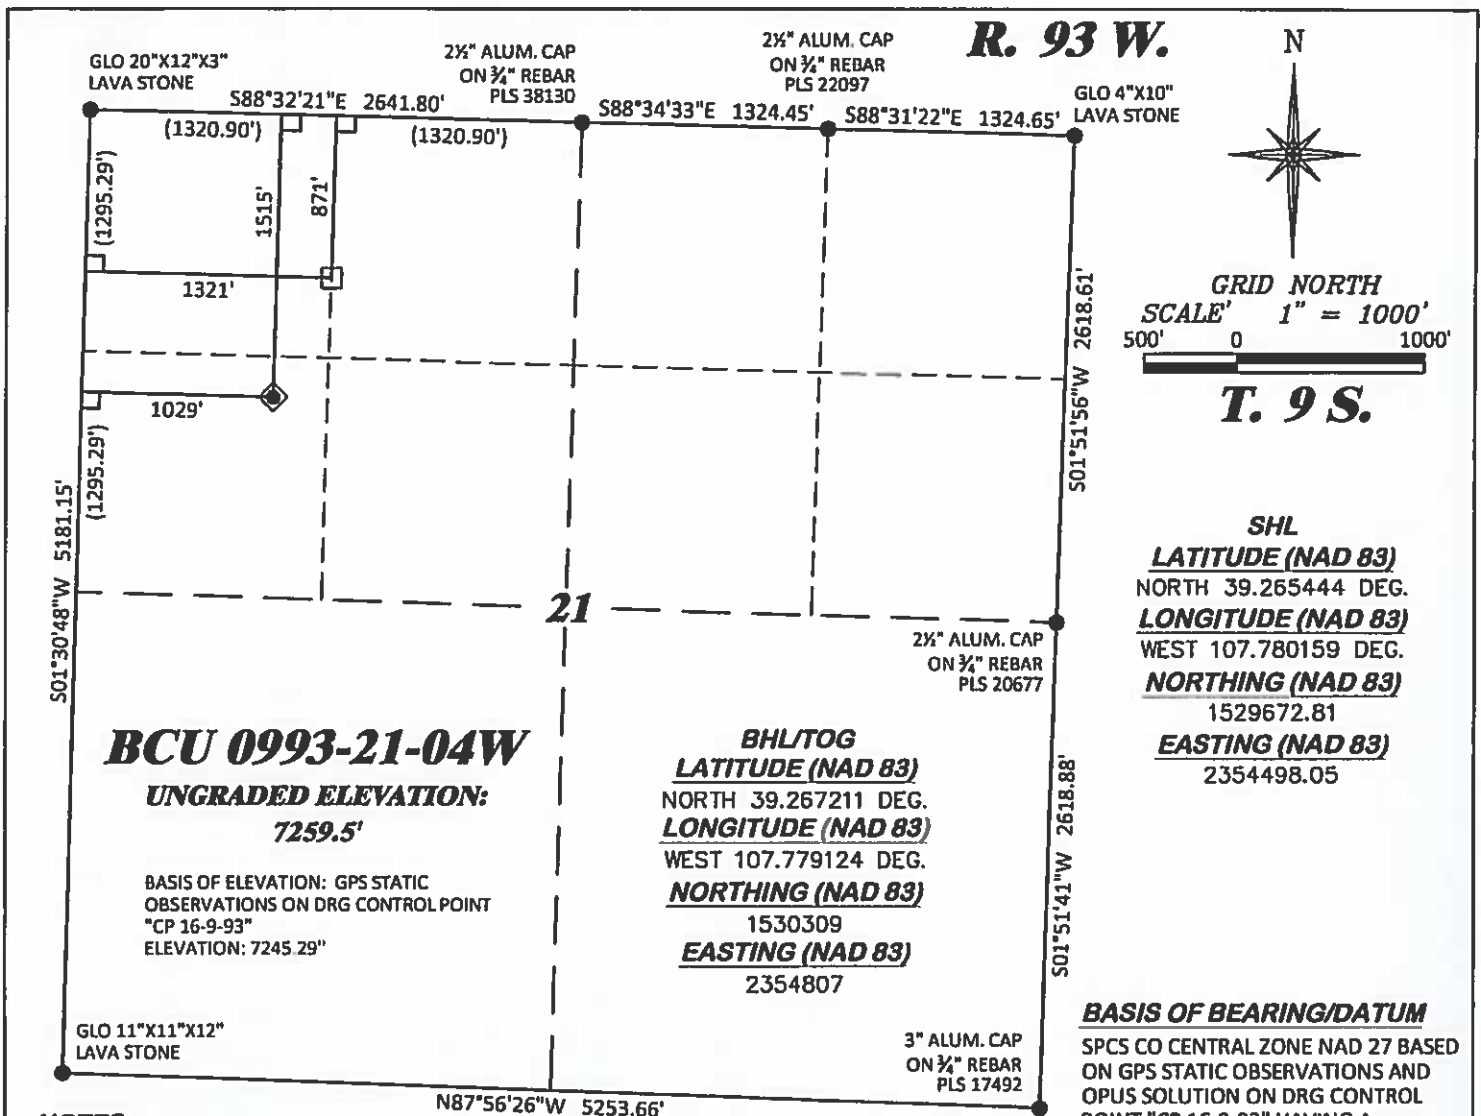 R. 93 W.
N
GLO 20"X12"X3"
LAVA STONE
2½" ALUM. CAP
ON ¾" REBAR
PLS 38130
2½" ALUM. CAP
ON ¾" REBAR
PLS 22097
GLO 4"X10"
LAVA STONE
S88°32'21"E 2641.80'
(1320.90')
(1320.90')
S88°34'33"E 1324.45'
S88°31'22"E 1324.65'
(1295.29')
1515'
871'
1321'
1029'
(1295.29')
S01°30'48"W 5181.15'
S01°51'56"W 2618.61'
GRID NORTH
SCALE' 1" = 1000'
500' 0 1000'
T. 9 S.
21
2½" ALUM. CAP
ON ¾" REBAR
PLS 20677
SHL
LATITUDE (NAD 83)
NORTH 39.265444 DEG.
LONGITUDE (NAD 83)
WEST 107.780159 DEG.
NORTHING (NAD 83)
1529672.81
EASTING (NAD 83)
2354498.05
BCU 0993-21-04W
UNGRADED ELEVATION:
7259.5'
BASIS OF ELEVATION: GPS STATIC
OBSERVATIONS ON DRG CONTROL POINT
"CP 16-9-93"
ELEVATION: 7245.29"
BHL/TOG
LATITUDE (NAD 83)
NORTH 39.267211 DEG.
LONGITUDE (NAD 83)
WEST 107.779124 DEG.
NORTHING (NAD 83)
1530309
EASTING (NAD 83)
2354807
S01°51'41"W 2618.88'
GLO 11"X11"X12"
LAVA STONE
3" ALUM. CAP
ON ¾" REBAR
PLS 17492
N87°56'26"W 5253.66'
BASIS OF BEARING/DATUM
SPCS CO CENTRAL ZONE NAD 27 BASED
ON GPS STATIC OBSERVATIONS AND
OPUS SOLUTION ON DRG CONTROL